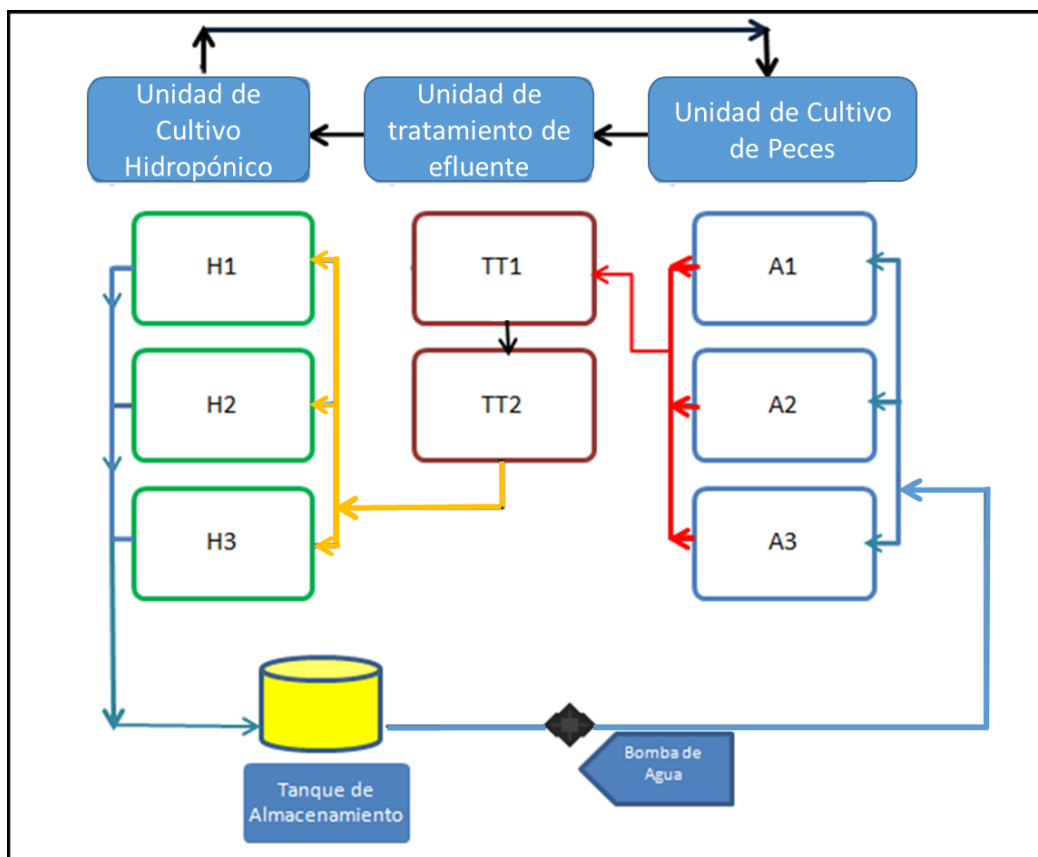 Unidad de
Cultivo
Hidropónico
Unidad de
tratamiento de
efluente
Unidad de Cultivo
de Peces
H1
TT1
A1
H2
TT2
A2
H3
A3
Bomba de
Agua
Tanque de
Almacenamiento